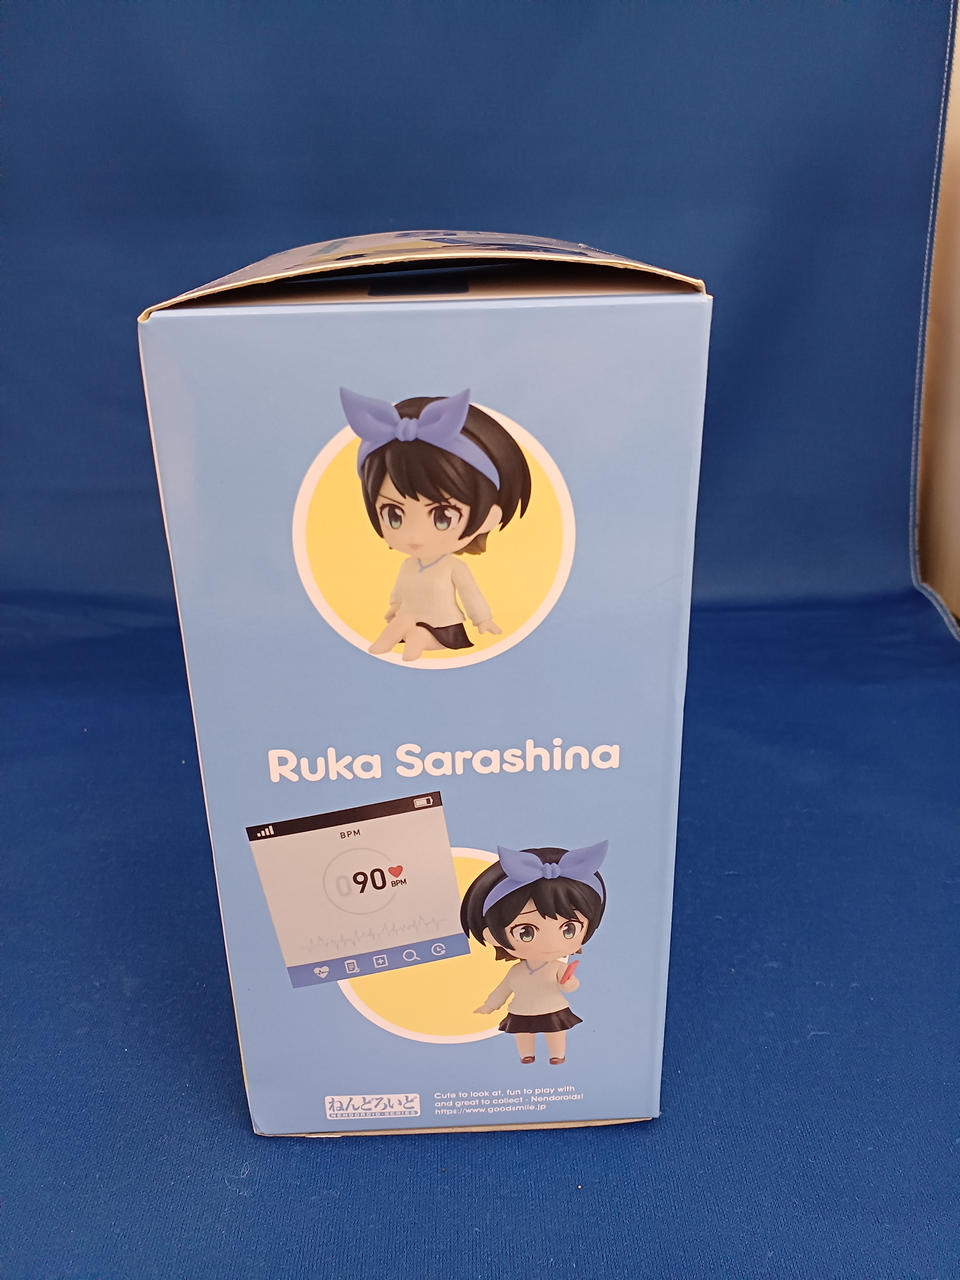 Ruka Sarashina
BPM
090
BPM
ねんどろいど
NENDOROID SERIES
Cute to look at, fun to play with
and great to collect - Nendoroids!
https://www.goodsmile.jp